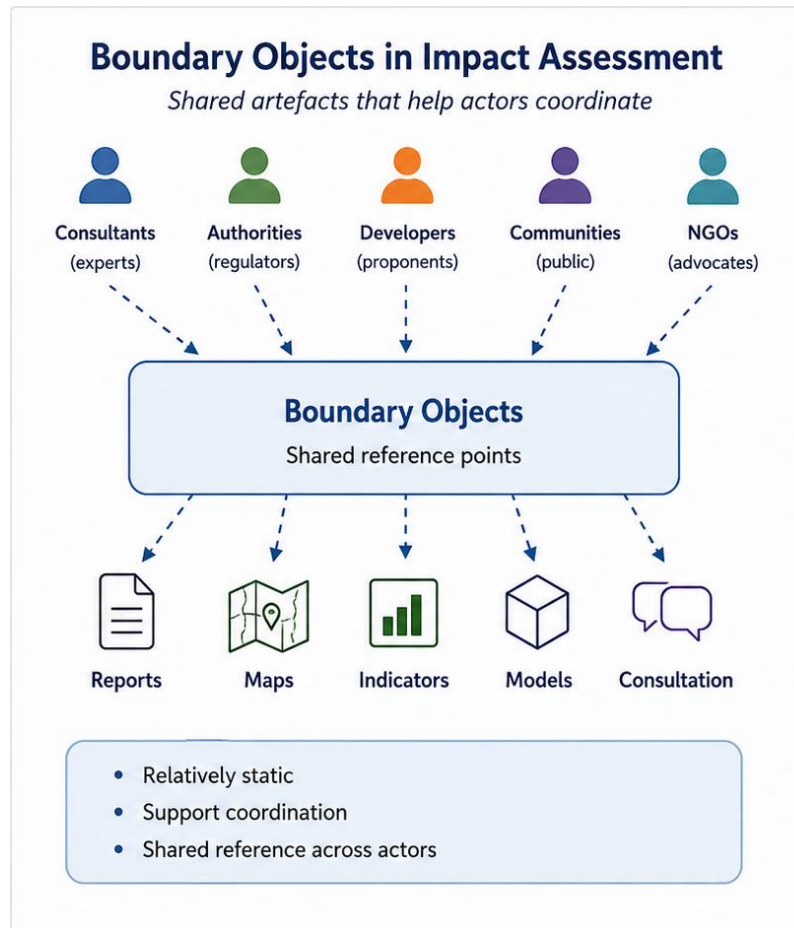 Boundary Objects in Impact Assessment
Shared artefacts that help actors coordinate
Consultants
(experts)
Authorities
(regulators)
Developers
(proponents)
Communities
(public)
NGOs
(advocates)
Boundary Objects
Shared reference points
Reports
Maps
Indicators
Models
Consultation
• Relatively static
• Support coordination
• Shared reference across actors